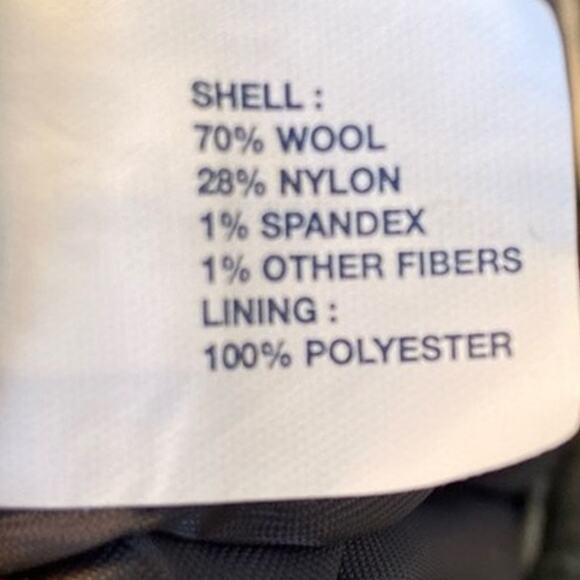 SHELL :
70% WOOL
28% NYLON
1% SPANDEX
1% OTHER FIBERS
LINING :
100% POLYESTER